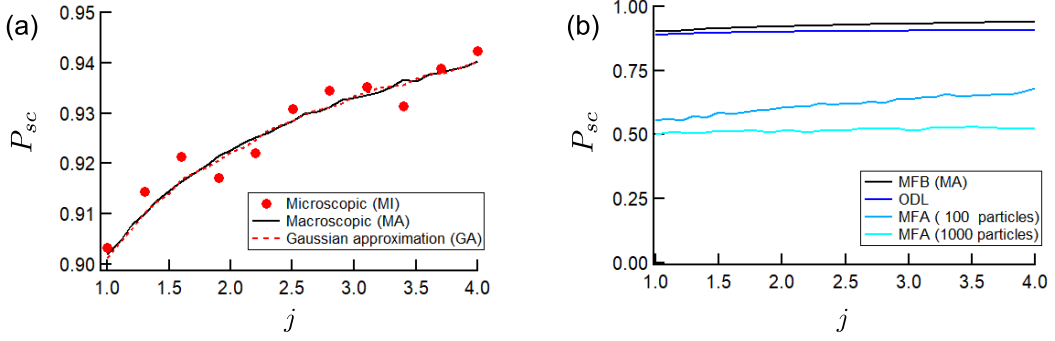 (a)
0.95
0.94
0.93
0.92
0.91
0.90
P_sc
1.0 1.5 2.0 2.5 3.0 3.5 4.0
j
Microscopic (MI)
Macroscopic (MA)
Gaussian approximation (GA)
(b)
1.00
0.75
0.50
0.25
0.00
P_sc
1.0 1.5 2.0 2.5 3.0 3.5 4.0
j
MFB (MA)
ODL
MFA ( 100 particles)
MFA (1000 particles)